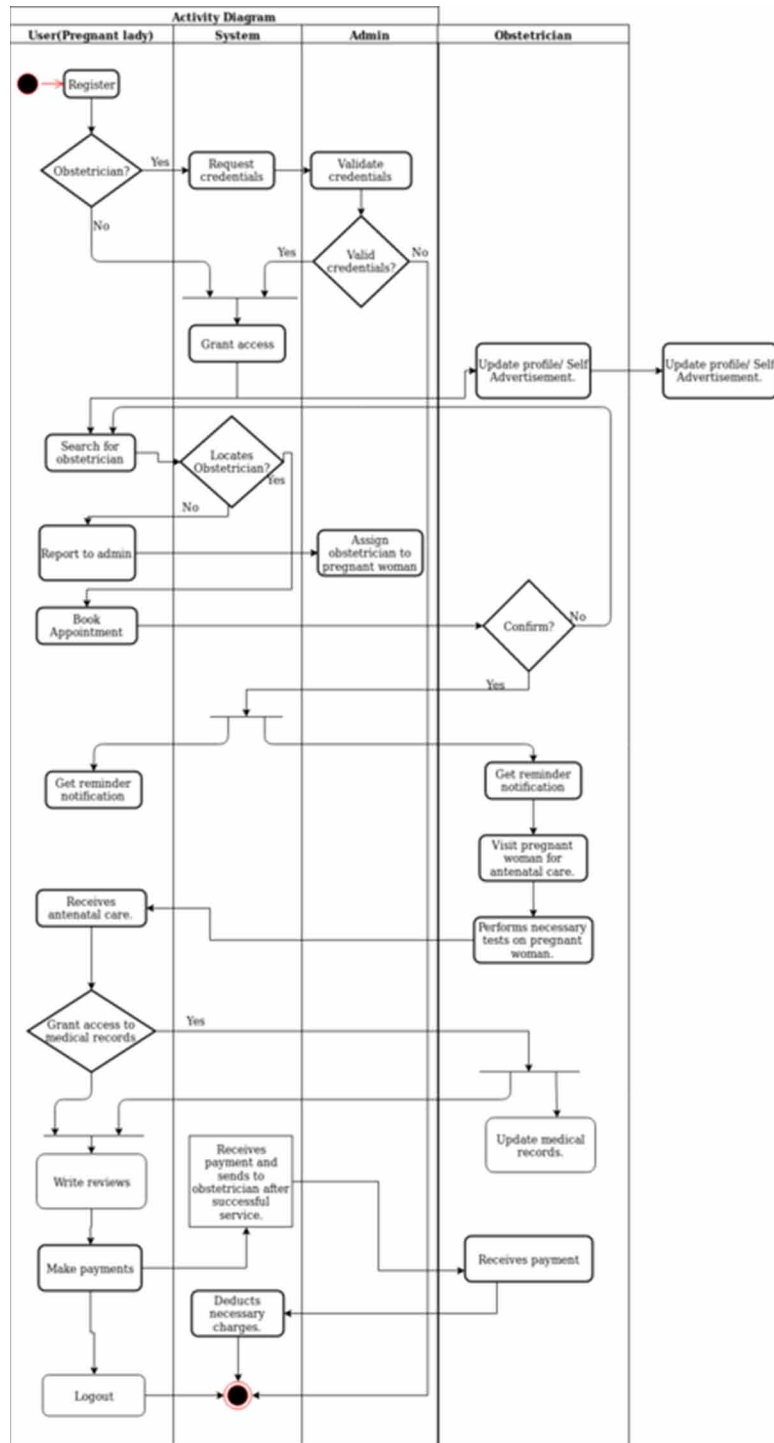 Activity Diagram
User(Pregnant lady)
System
Admin
Obstetrician
Register
Obstetrician?
Yes
Request
credentials
Validate
credentials
No
Yes
Valid
credentials?
No
Grant access
Update profile/ Self
Advertisement.
Update profile/ Self
Advertisement.
Search for
obstetrician
Locates
Obstetrician?
Yes
No
Report to admin
Assign
obstetrician to
pregnant woman
Book
Appointment
Confirm?
No
Yes
Get reminder
notification
Get reminder
notification
Visit pregnant
woman for
antenatal care.
Receives
antenatal care.
Performs necessary
tests on pregnant
woman.
Grant access to
medical records
Yes
Update medical
records.
Write reviews
Receives
payment and
sends to
obstetrician after
successful
service.
Make payments
Receives payment
Deducts
necessary
charges.
Logout